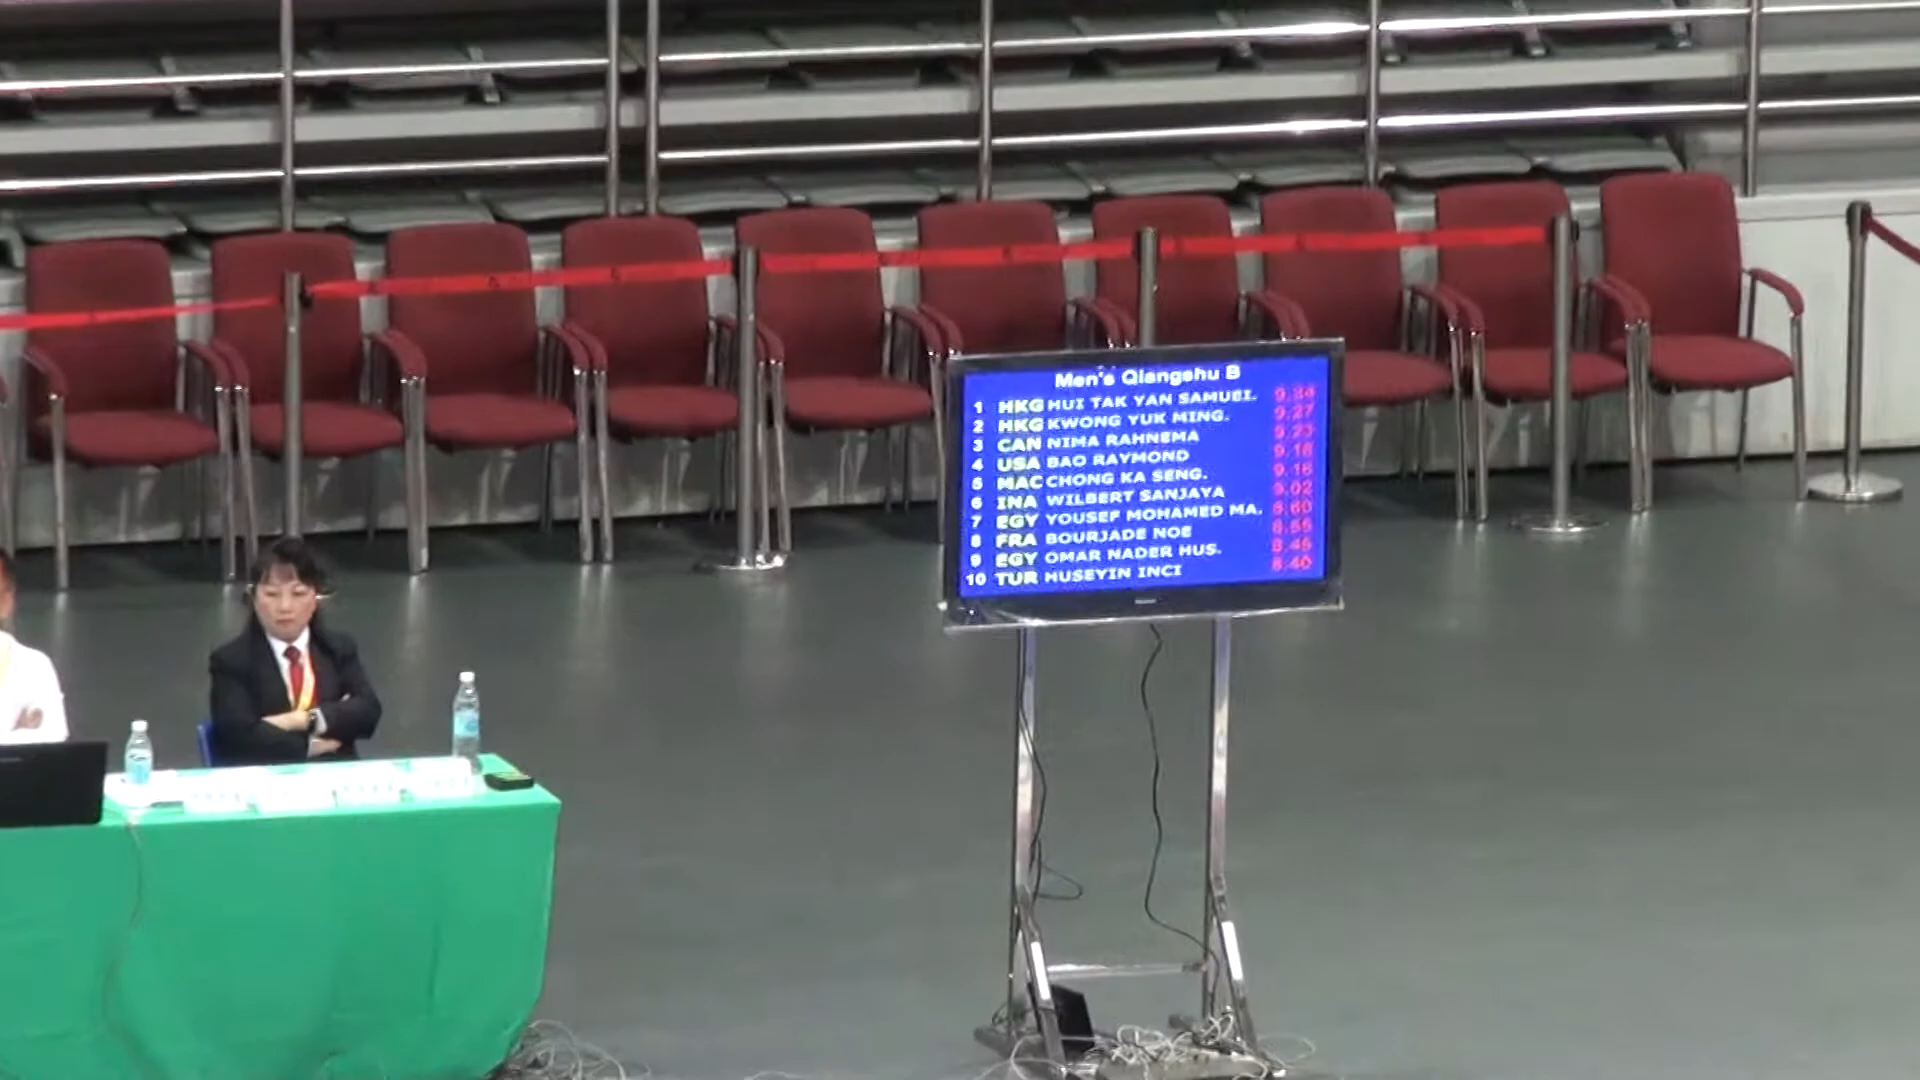 Men's Qiangshu B
1 HKG HUI TAK YAN SAMUEL. 9.34
2 HKG KWONG YUK MING. 9.27
3 CAN NIMA RAHNEMA 9.23
4 USA BAO RAYMOND 9.18
5 MAC CHONG KA SENG. 9.16
6 INA WILBERT SANJAYA 9.02
7 EGY YOUSEF MOHAMED MA. 8.60
8 FRA BOURJADE NOE 8.55
9 EGY OMAR NADER HUS. 8.45
10 TUR HUSEYIN INCI 8.40